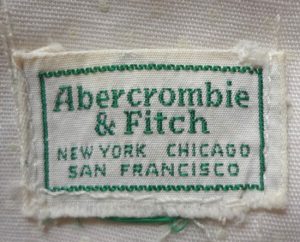 Abercrombie
& Fitch
NEW YORK CHICAGO
SAN FRANCISCO